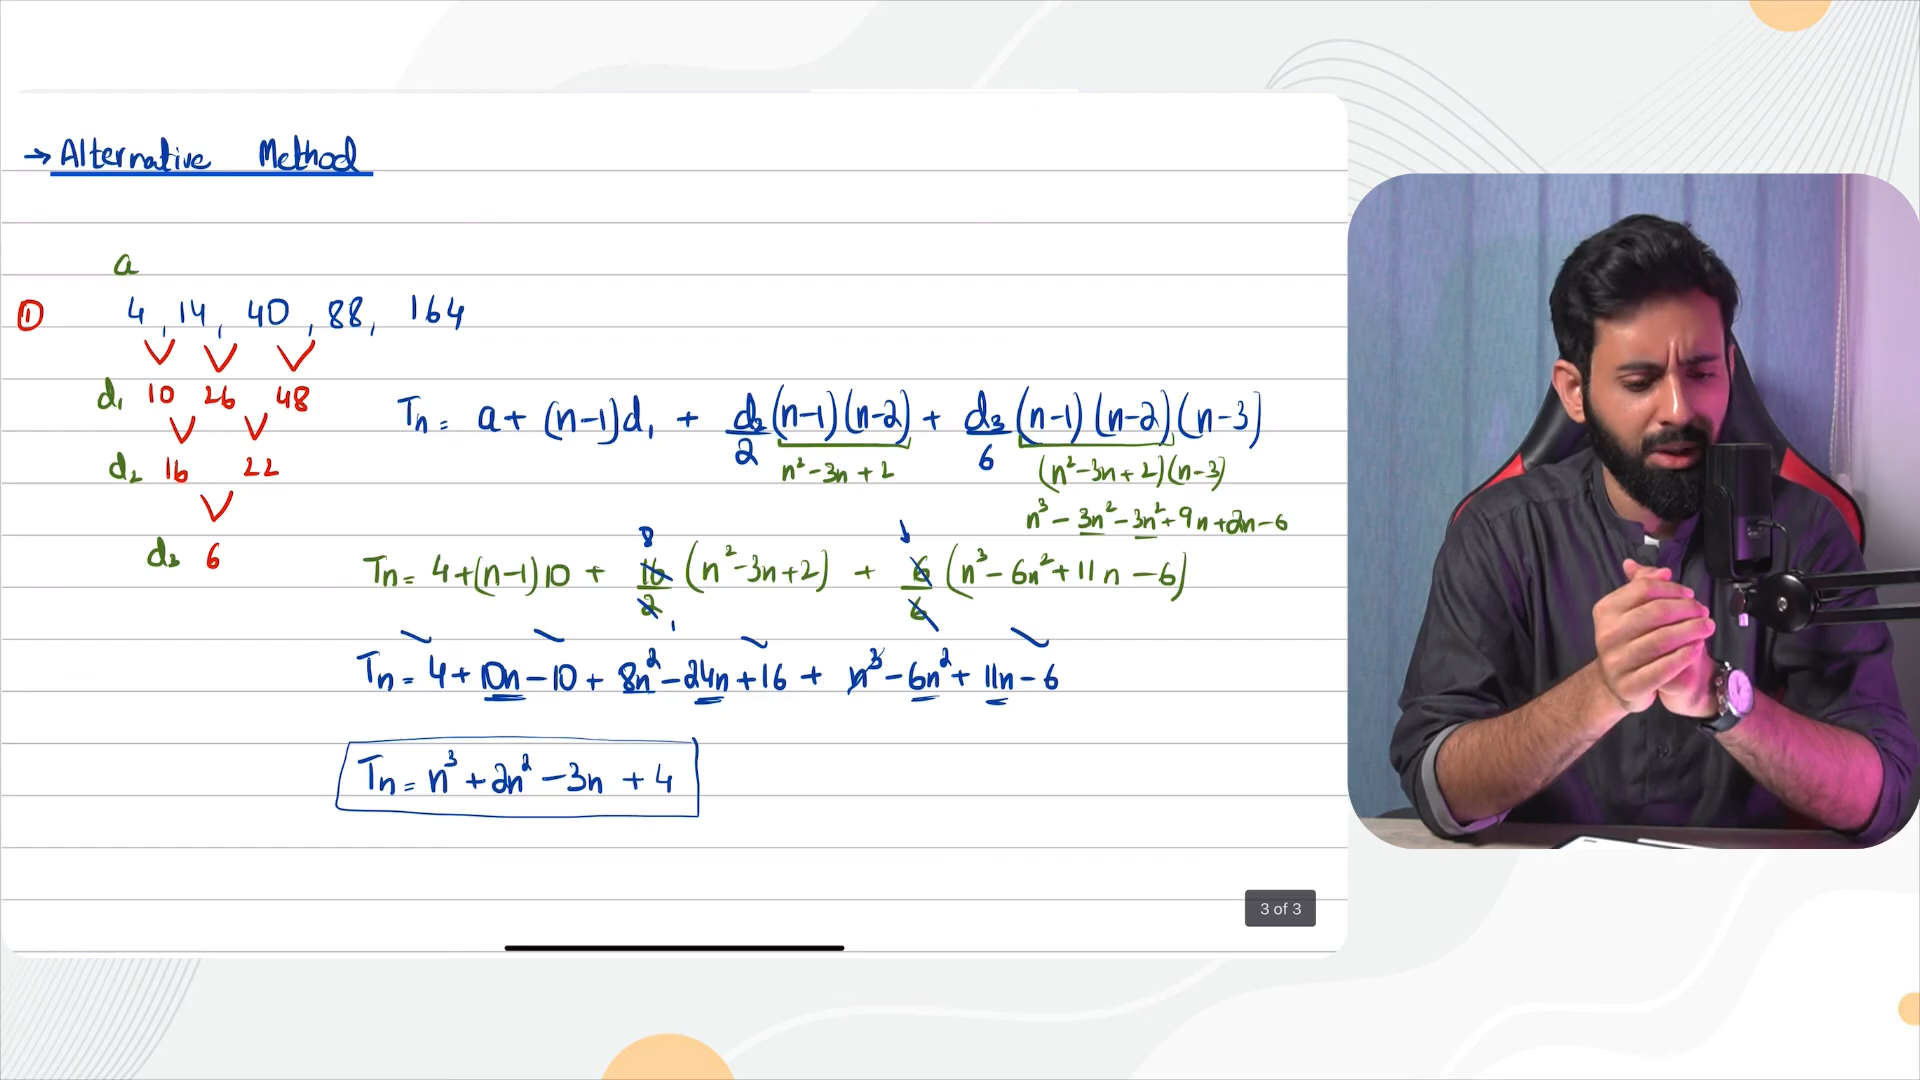 → Alternative Method
a
① 4, 14, 40, 88, 164
d₁ 10 26 48
Tn = a + (n-1)d₁ + d₂/2 (n-1)(n-2) + d₃/6 (n-1)(n-2)(n-3)
n²-3n+2
(n²-3n+2)(n-3)
d₂ 16 22
n³-3n²-3n²+9n+2n-6
d₃ 6
8
1
Tn = 4+(n-1)10 + 16/2 (n²-3n+2) + 6/6 (n³-6n²+11n-6)
Tn = 4+10n-10+8n²-24n+16+n³-6n²+11n-6
Tn = n³+2n²-3n+4
3 of 3